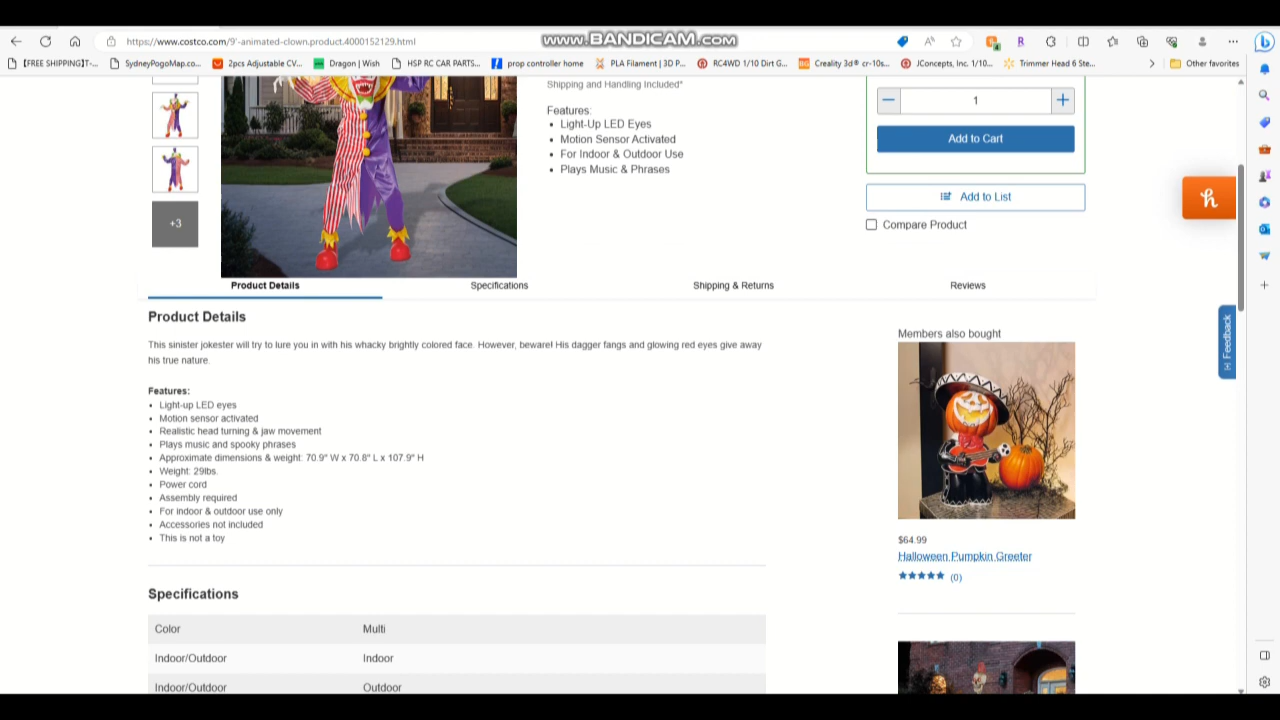 www.BANDICAM.com
https://www.costco.com/9'-animated-clown.product.4000152129.html
[FREE SHIPPING]T-...
SydneyPogoMap.co...
2pcs Adjustable CV...
Dragon | Wish
HSP RC CAR PARTS...
prop controller home
PLA Filament | 3D P...
RC4WD 1/10 Dirt G...
Creality 3d® cr-10s...
JConcepts, Inc. 1/10...
Trimmer Head 6 Ste...
Other favorites
Shipping and Handling Included*
Features:
• Light-Up LED Eyes
• Motion Sensor Activated
• For Indoor & Outdoor Use
• Plays Music & Phrases
1
Add to Cart
Add to List
Compare Product
+3
Product Details
Specifications
Shipping & Returns
Reviews
Product Details
This sinister jokester will try to lure you in with his whacky brightly colored face. However, beware! His dagger fangs and glowing red eyes give away
his true nature.
Features:
• Light-up LED eyes
• Motion sensor activated
• Realistic head turning & jaw movement
• Plays music and spooky phrases
• Approximate dimensions & weight: 70.9" W x 70.8" L x 107.9" H
• Weight: 29lbs.
• Power cord
• Assembly required
• For indoor & outdoor use only
• Accessories not included
• This is not a toy
Specifications
Color Multi
Indoor/Outdoor Indoor
Indoor/Outdoor Outdoor
Members also bought
$64.99
Halloween Pumpkin Greeter
(0)
Feedback